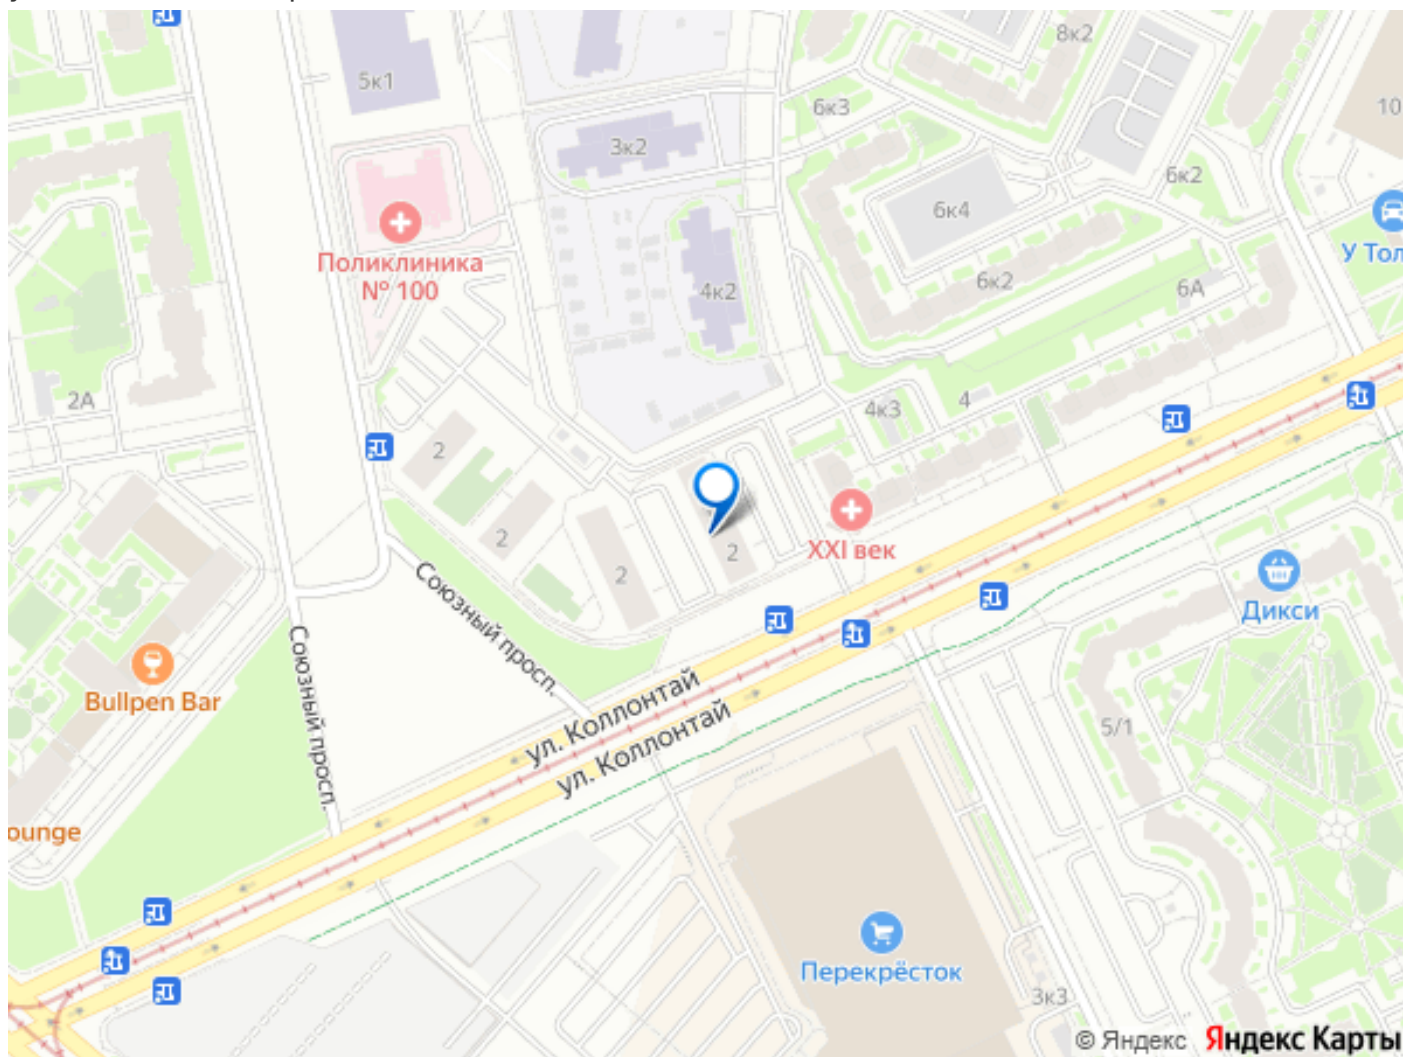 8к2
5к1
6к3
10
3к2
6к2
6к4
Поликлиника
№ 100
У Тол
4к2
6к2
6А
2А
4к3
4
2
2
2
2
XXI век
Союзный просп.
Дикси
Союзный просп.
Bullpen Bar
ул. Коллонтай
ул. Коллонтай
5/1
ounge
Перекрёсток
3к3
© Яндекс Яндекс Карты